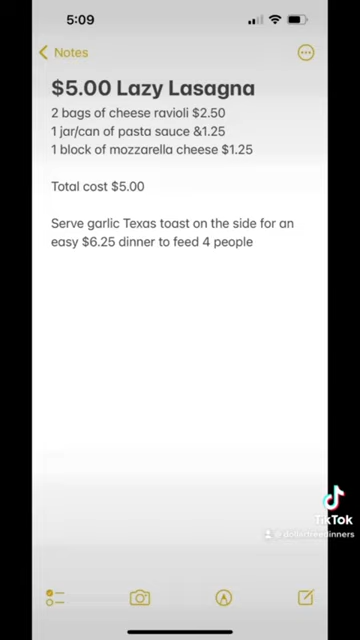 5:09
Notes
$5.00 Lazy Lasagna
2 bags of cheese ravioli $2.50
1 jar/can of pasta sauce &1.25
1 block of mozzarella cheese $1.25
Total cost $5.00
Serve garlic Texas toast on the side for an
easy $6.25 dinner to feed 4 people
TikTok
@dollartreedinners